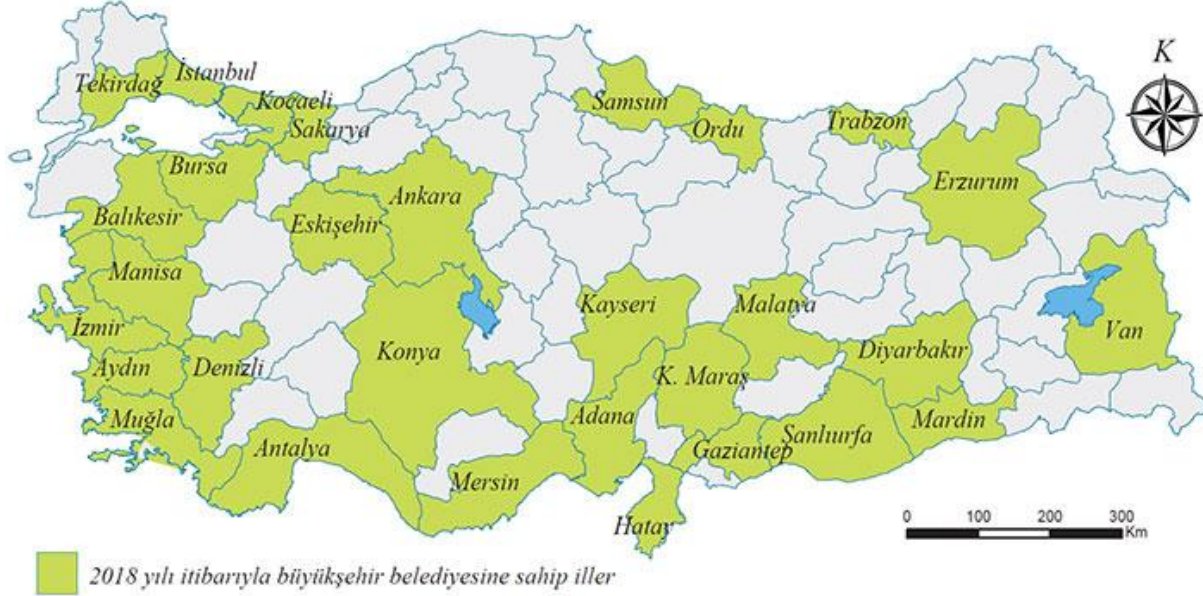 K
İstanbul
Tekirdağ
Kocaeli
Sakarya
Samsun
Ordu
Trabzon
Bursa
Ankara
Erzurum
Balıkesir
Eskişehir
Manisa
Kayseri
Malatya
İzmir
Konya
Van
Aydın
Denizli
K. Maraş
Diyarbakır
Muğla
Adana
Mardin
Antalya
Gaziantep
Şanlıurfa
Mersin
Hatay
0 100 200 300
Km
2018 yılı itibarıyla büyükşehir belediyesine sahip iller